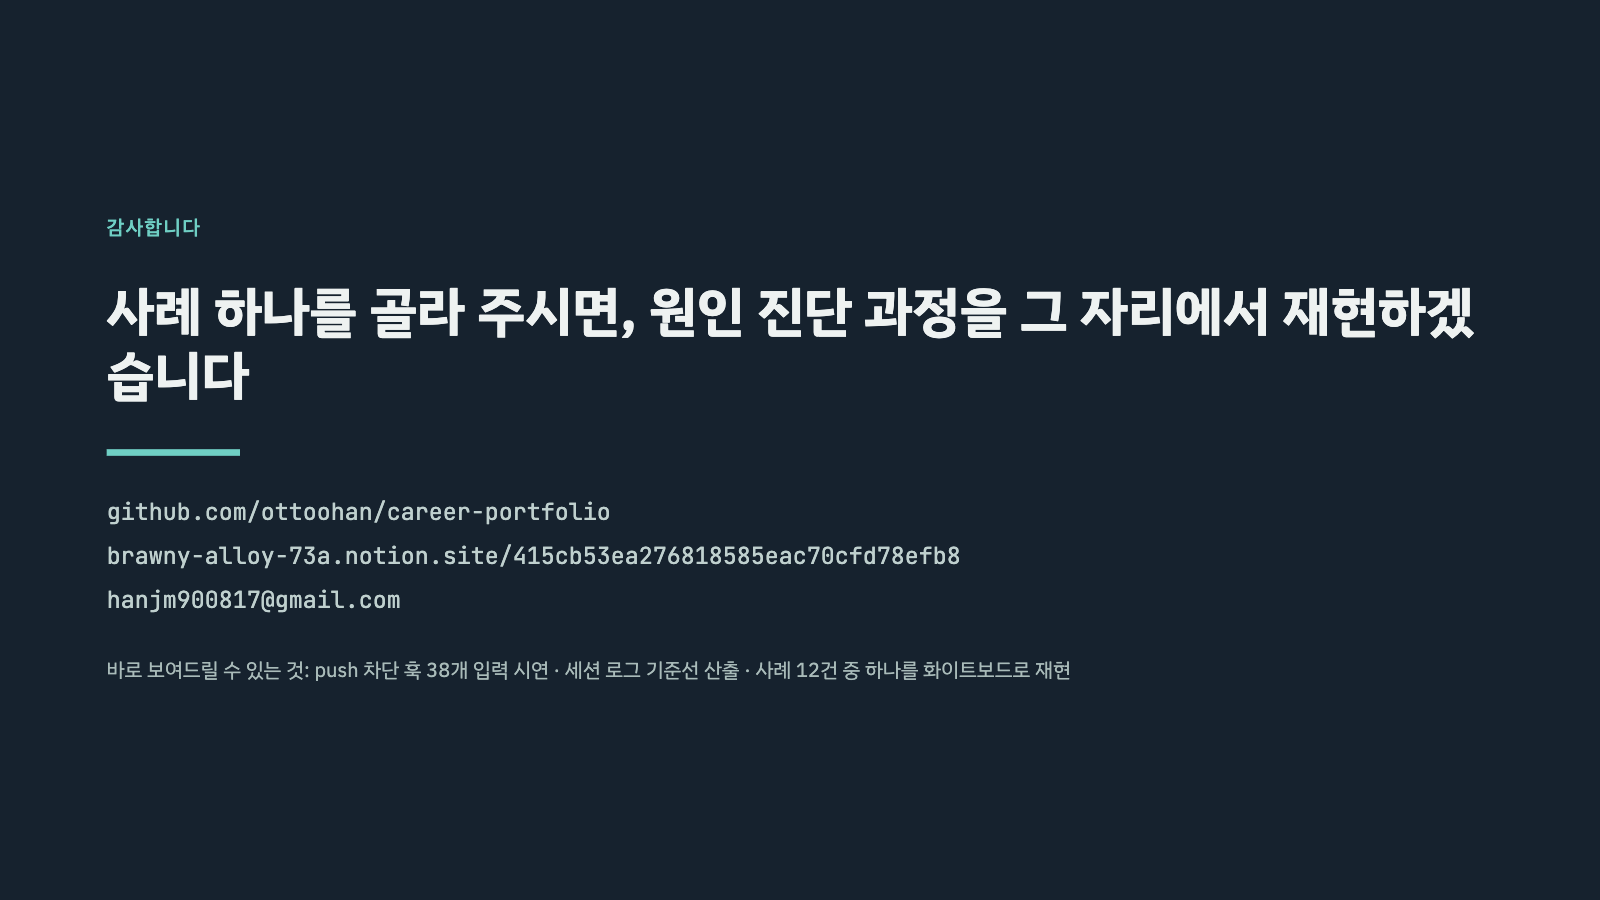 감사합니다
사례 하나를 골라 주시면, 원인 진단 과정을 그 자리에서 재현하겠
습니다
github.com/ottoohan/career-portfolio
brawny-alloy-73a.notion.site/415cb53ea276818585eac70cfd78efb8
hanjm900817@gmail.com
바로 보여드릴 수 있는 것: push 차단 훅 38개 입력 시연 · 세션 로그 기준선 산출 · 사례 12건 중 하나를 화이트보드로 재현